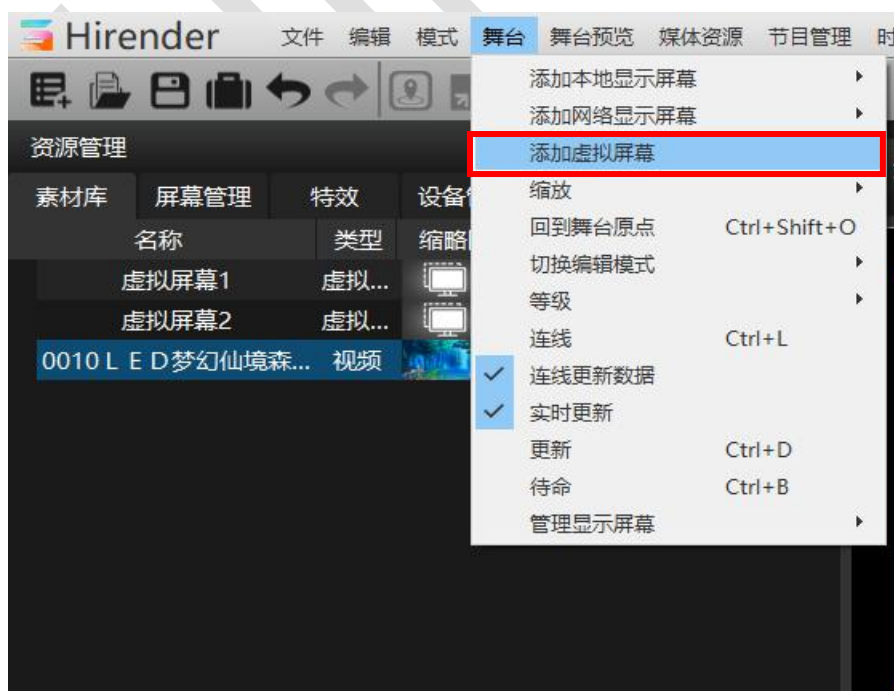 Hirender 文件 编辑 模式 舞台 舞台预览 媒体资源 节目管理
添加本地显示屏幕
添加网络显示屏幕
添加虚拟屏幕
缩放
回到舞台原点 Ctrl+Shift+O
切换编辑模式
等级
连线 Ctrl+L
连线更新数据
实时更新
更新 Ctrl+D
待命 Ctrl+B
管理显示屏幕
资源管理
素材库 屏幕管理 特效 设备
名称 类型 缩略
虚拟屏幕1 虚拟...
虚拟屏幕2 虚拟...
0010ＬＥＤ梦幻仙境森... 视频